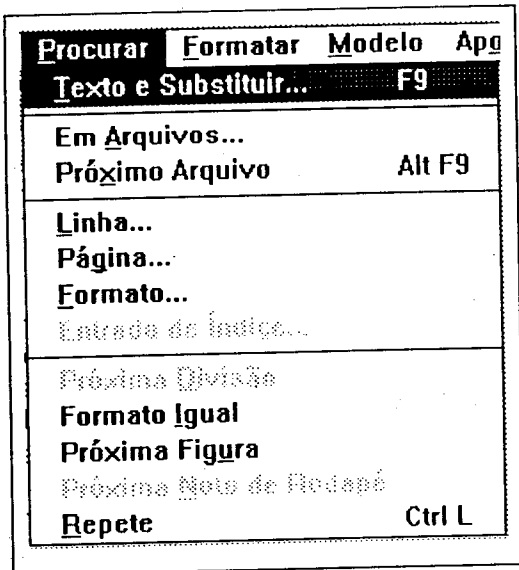 Procurar Formatar Modelo Apo
Texto e Substituir... F9
Em Arquivos...
Próximo Arquivo Alt F9
Linha...
Página...
Formato...
Entrada de Índice...
Próxima Divisão
Formato Igual
Próxima Figura
Próxima Nota de Rodapé
Repete Ctrl L